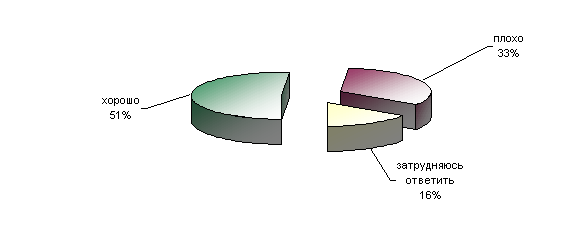 плохо
33%
хорошо
51%
затрудняюсь
ответить
16%